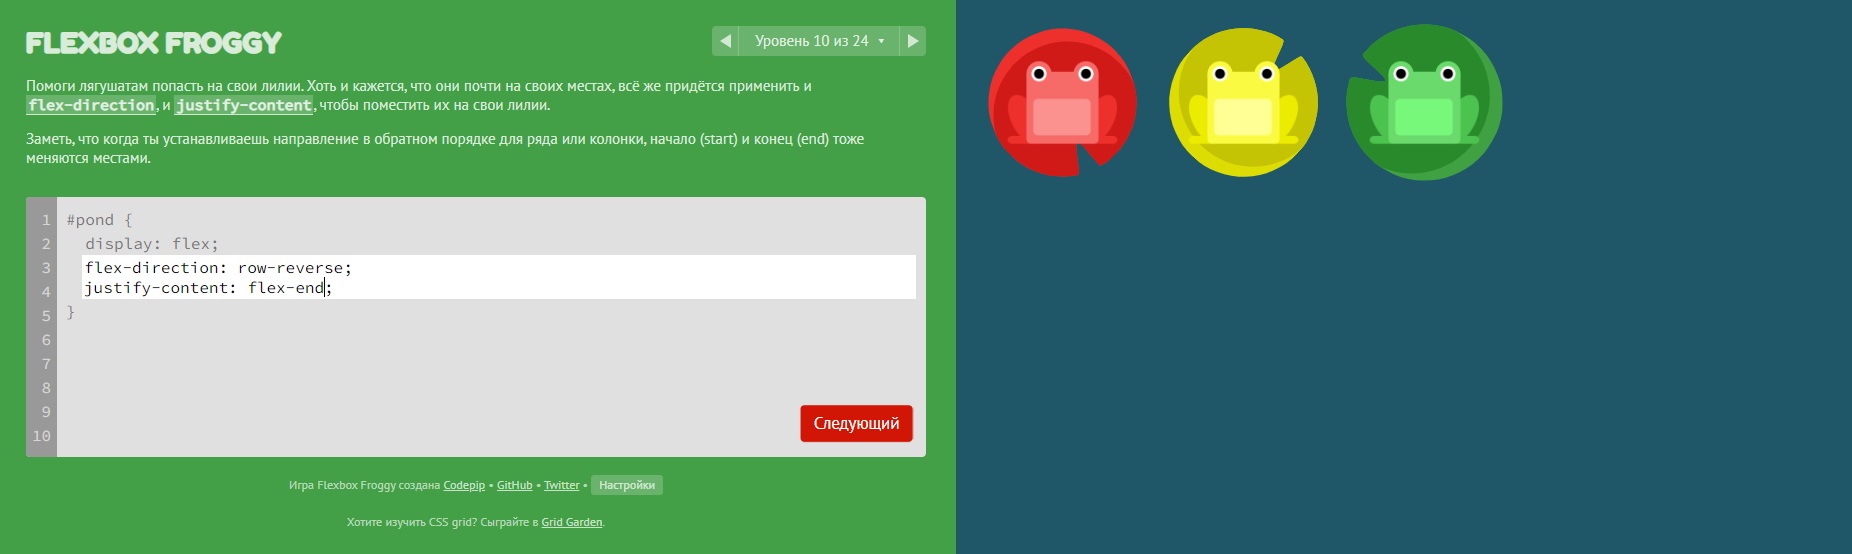 FLEXBOX FROGGY
Уровень 10 из 24
Помоги лягушатам попасть на свои лилии. Хоть и кажется, что они почти на своих местах, всё же придётся применить и
flex-direction, и justify-content, чтобы поместить их на свои лилии.
Заметь, что когда ты устанавливаешь направление в обратном порядке для ряда или колонки, начало (start) и конец (end) тоже
меняются местами.
1 #pond {
2 display: flex;
3 flex-direction: row-reverse;
4 justify-content: flex-end;
5 }
6
7
8
9
10
Следующий
Игра Flexbox Froggy создана Codepip • GitHub • Twitter • Настройки
Хотите изучить CSS grid? Сыграйте в Grid Garden.